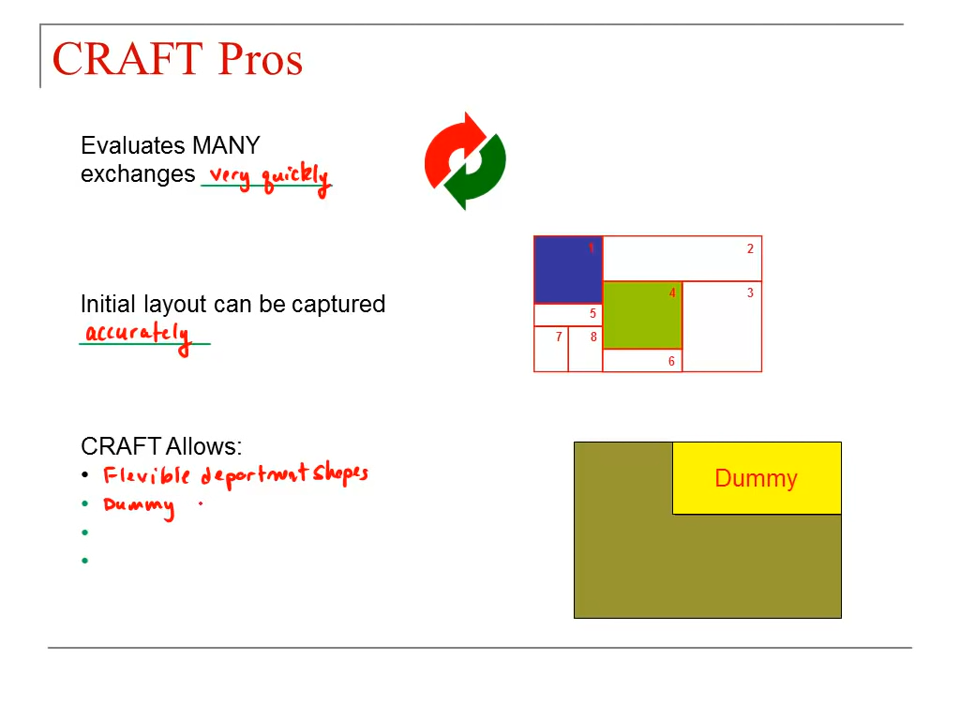 CRAFT Pros
Evaluates MANY
exchanges very quickly
Initial layout can be captured
accurately
CRAFT Allows:
• Flexible department shapes
• Dummy
•
•
1
2
3
4
5
6
7
8
Dummy